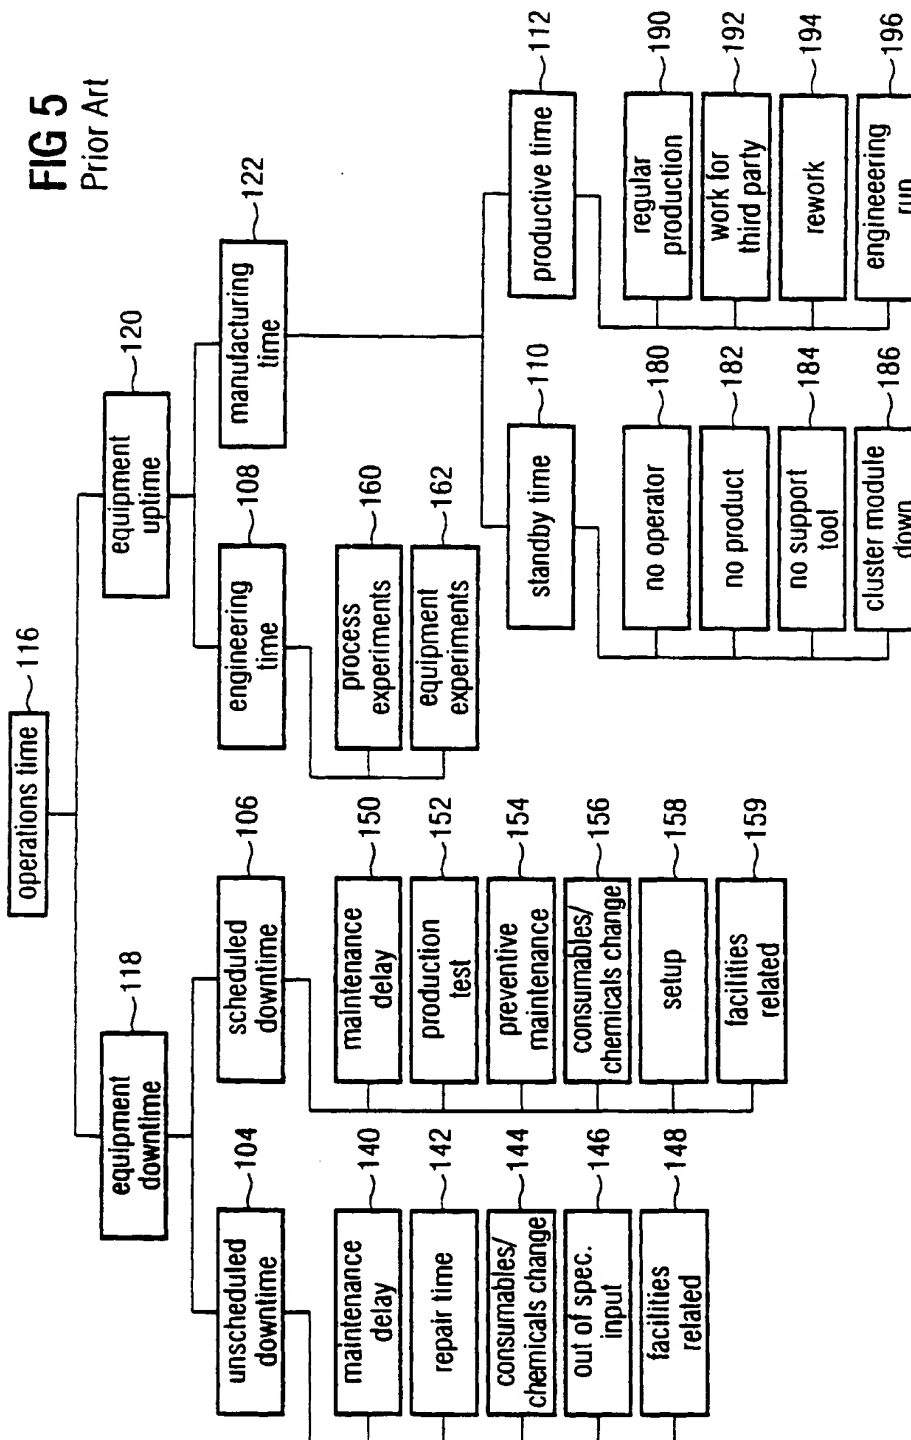 FIG 5
Prior Art
operations time
116
equipment
downtime
118
equipment
uptime
120
unscheduled
downtime
104
scheduled
downtime
106
engineering
time
108
manufacturing
time
122
maintenance
delay
140
repair time
142
consumables/
chemicals change
144
out of spec.
input
146
facilities
related
148
maintenance
delay
150
production
test
152
preventive
maintenance
154
consumables/
chemicals change
156
setup
158
facilities
related
159
process
experiments
160
equipment
experiments
162
standby time
110
productive time
112
no operator
180
no product
182
no support
tool
184
cluster module
down
186
regular
production
190
work for
third party
192
rework
194
engineeering
run
196